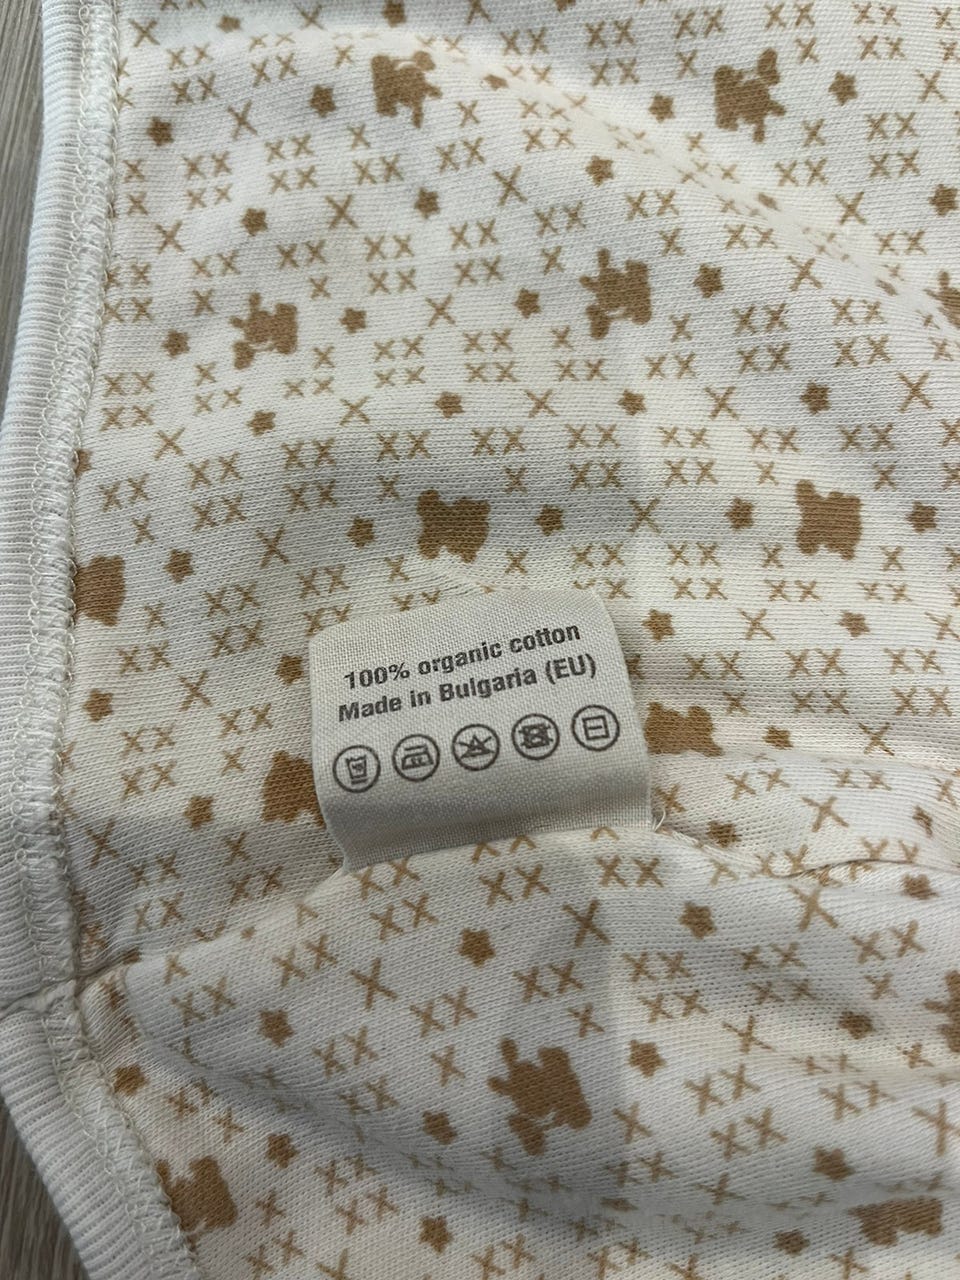 100% organic cotton
Made in Bulgaria (EU)